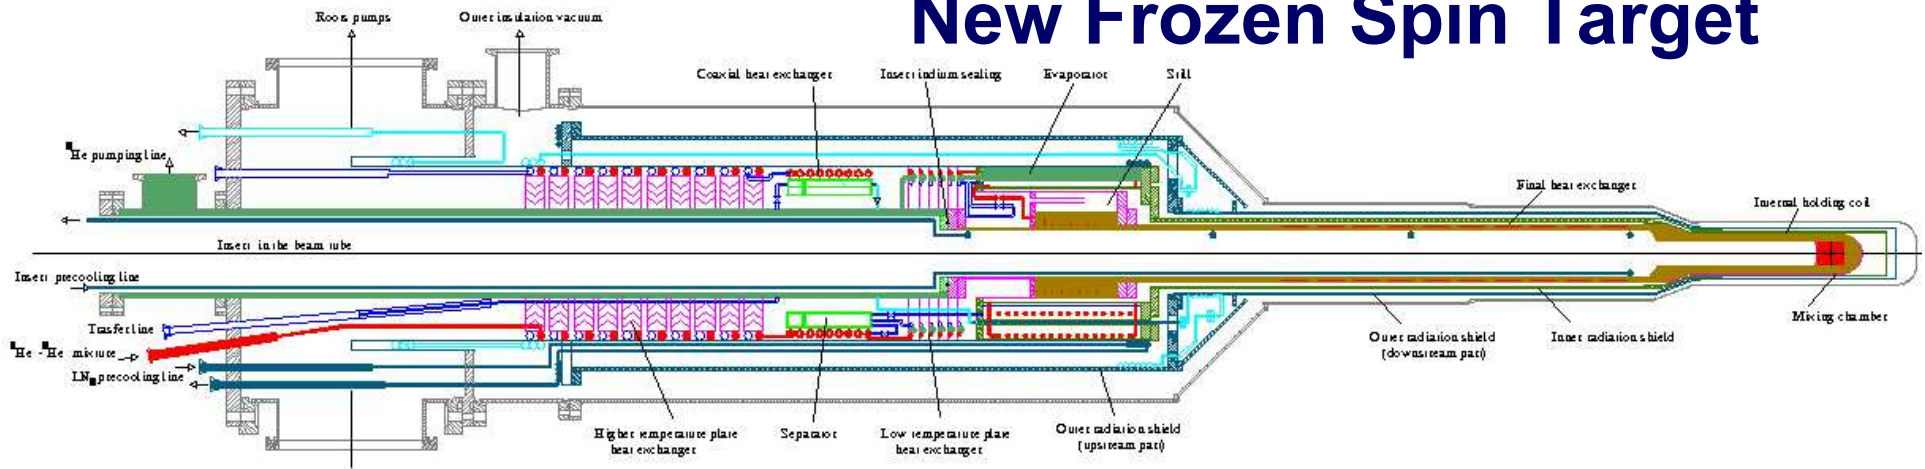 New Frozen Spin Target
Roots pumps
Outer insulation vacuum
Coaxial heat exchanger
Insert indium sealing
Evaporator
Still
He pumping line
Final heat exchanger
Internal holding coil
Insert in the beam tube
Insert precooling line
Trasfer line
He - He mixture
LN precooling line
Mixing chamber
Outer radiation shield
(downstream part)
Inner radiation shield
Higher temperature plate
heat exchanger
Separator
Low temperature plate
heat exchanger
Outer radiation shield
(upstream part)